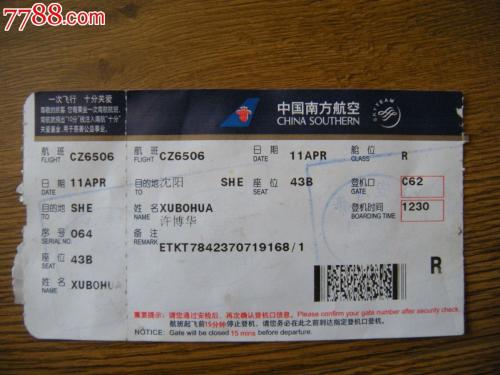 7788.com
一次飞行 十分关爱
中国南方航空
CHINA SOUTHERN
SKYTEAM
航班 FLIGHT CZ6506
日期 11APR
目的地 TO SHE
序号 SERIAL NO. 064
座位 43B
姓名 XUBOHUA
航班 FLIGHT CZ6506 日期 DATE 11APR 舱位 CLASS R
目的地 TO 沈阳 SHE 座位 SEAT 43B 登机口 GATE C62
姓名 NAME XUBOHUA 登机时间 BOARDING TIME 1230
许博华
备注 REMARK
ETKT7842370719168/1
R
重要提示:请您通过安检后,再次确认登机口信息。Please confirm your gate number after security check.
航班起飞前15分钟停止登机,请您务必在此之前到达指定登机口登机。
NOTICE: Gate will be closed 15 mins before departure.